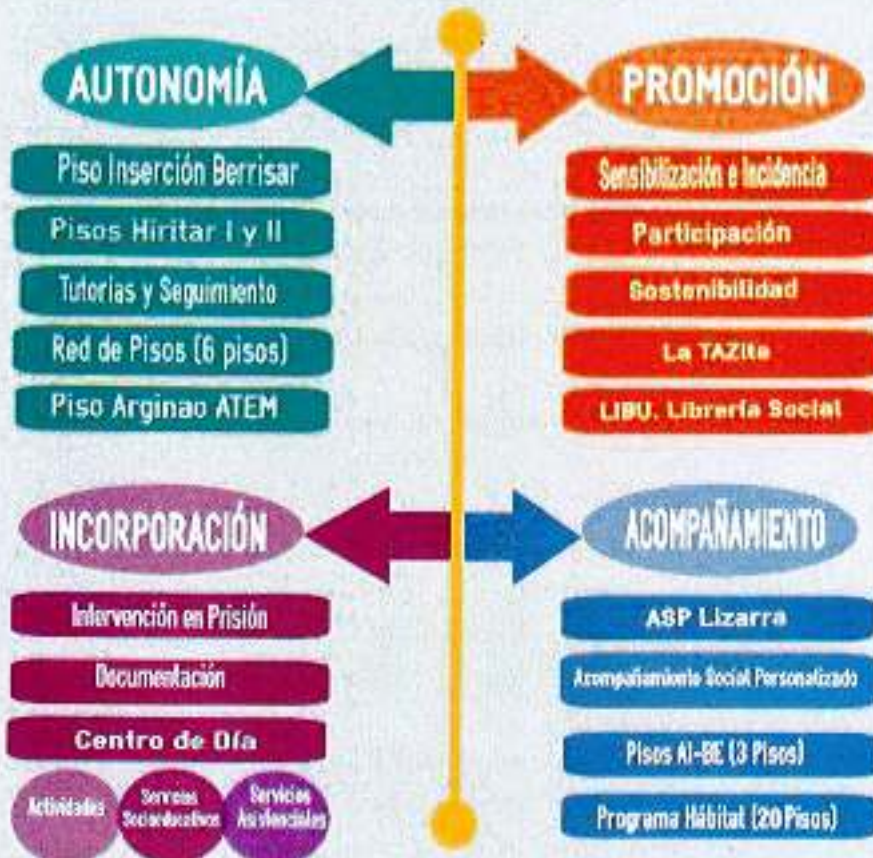 AUTONOMÍA
Piso Inserción Berrisar
Pisos Hiritar I y II
Tutorías y Seguimiento
Red de Pisos (6 pisos)
Piso Arginao ATEM
PROMOCIÓN
Sensibilización e Incidencia
Participación
Sostenibilidad
La TAZita
LIBU. Librería Social
INCORPORACIÓN
Intervención en Prisión
Documentación
Centro de Día
Actividades
Servicios
Socioeducativos
Servicios
Asistenciales
ACOMPAÑAMIENTO
ASP Lizarra
Acompañamiento Social Personalizado
Pisos AI-BE (3 Pisos)
Programa Hábitat (20 Pisos)